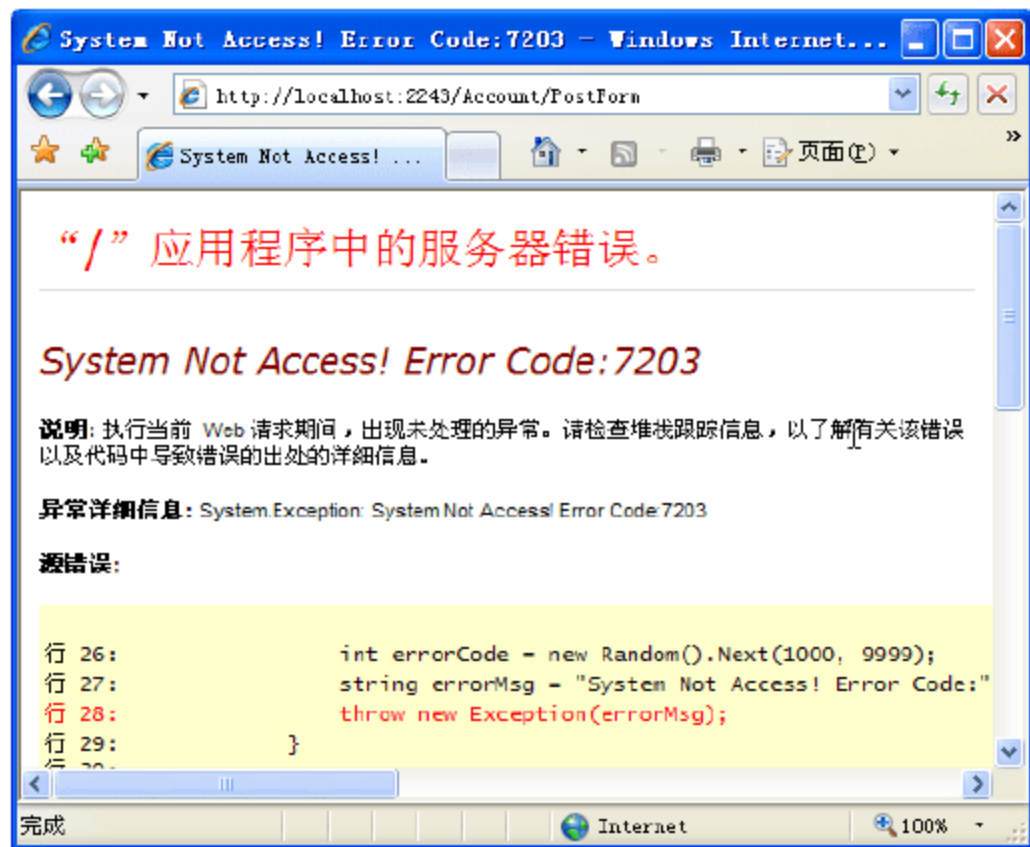 System Not Access! Error Code:7203 - Windows Internet...
http://localhost:2243/Account/PostForm
System Not Access! ...
页面(P)
»
“/”应用程序中的服务器错误。
System Not Access! Error Code:7203
说明: 执行当前 Web 请求期间，出现未处理的异常。请检查堆栈跟踪信息，以了解有关该错误
以及代码中导致错误的出处的详细信息。
异常详细信息: System.Exception: System Not Access! Error Code:7203
源错误:
行 26: int errorCode = new Random().Next(1000, 9999);
行 27: string errorMsg = "System Not Access! Error Code:"
行 28: throw new Exception(errorMsg);
行 29: }
完成
Internet
100%